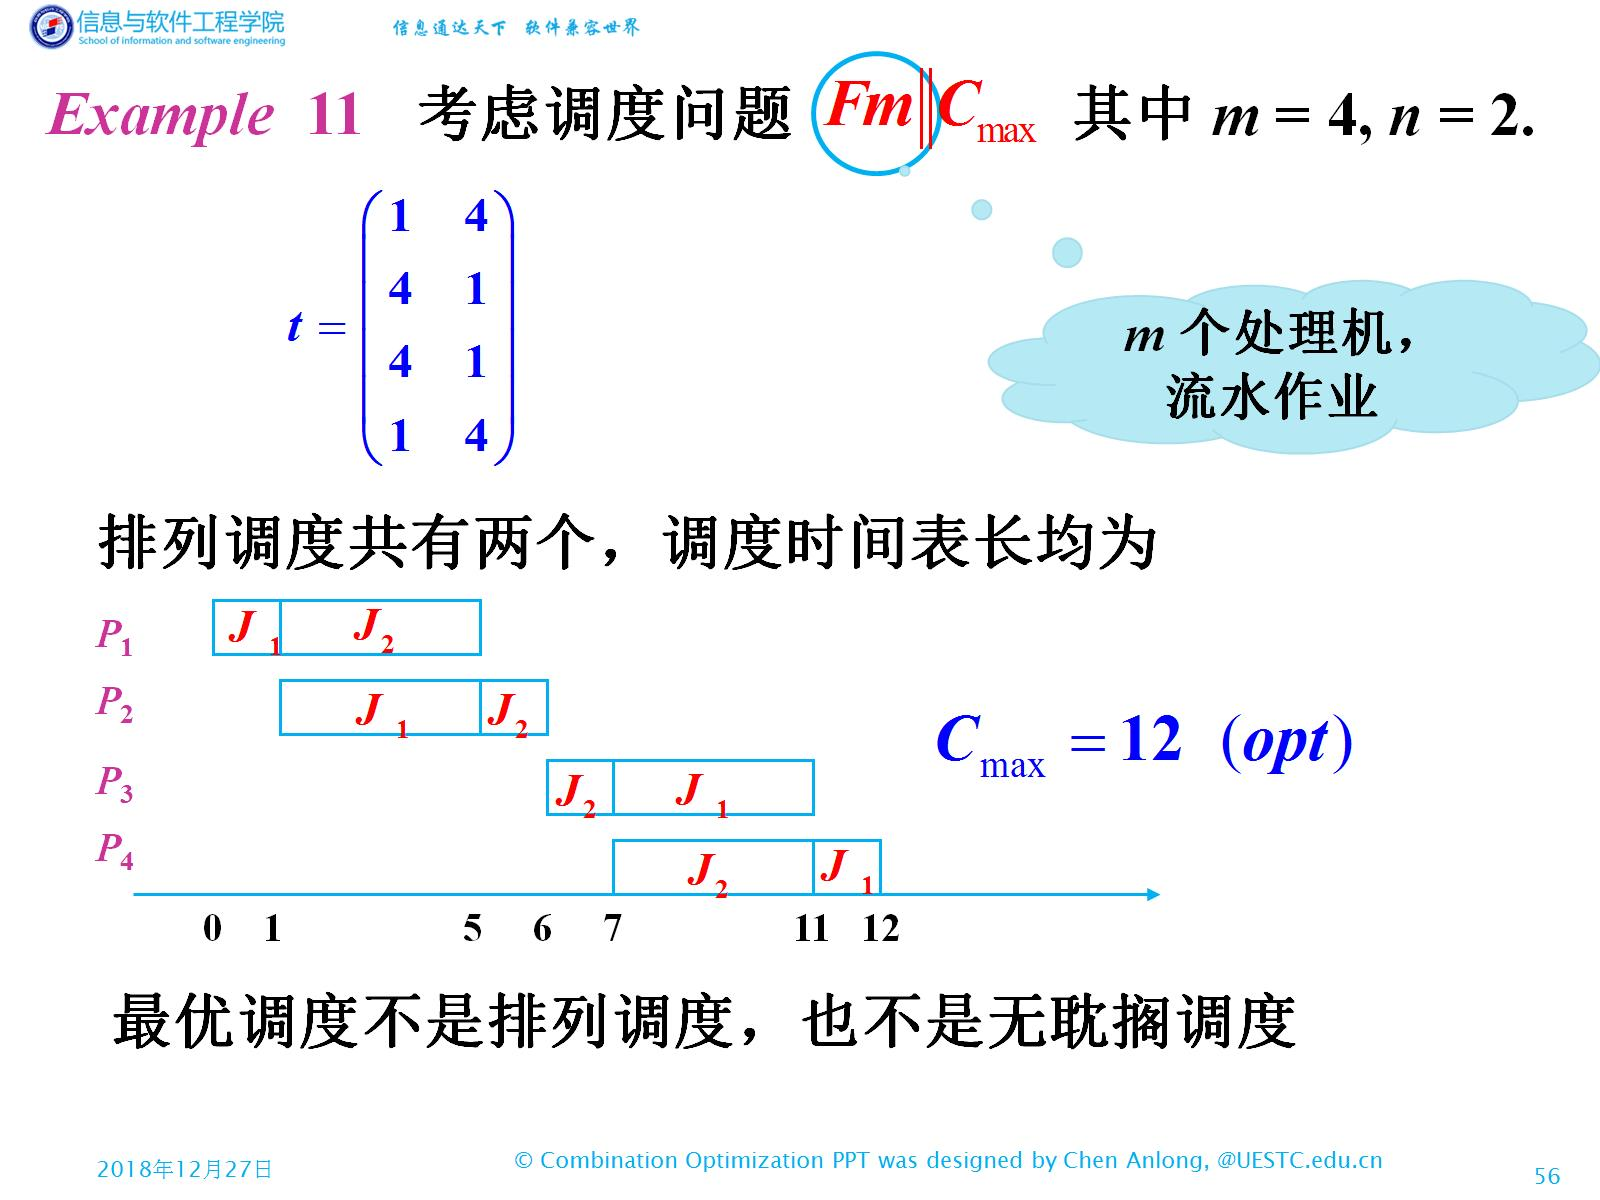 信息与软件工程学院
School of information and software engineering
信息通达天下 软件兼容世界
Example 11 考虑调度问题 Fm||Cmax 其中 m = 4, n = 2.
t =
1 4
4 1
4 1
1 4
m 个处理机，
流水作业
排列调度共有两个，调度时间表长均为
P1 J1 J2
P2 J1 J2
Cmax = 12 (opt)
P3 J2 J1
P4 J2 J1
0 1 5 6 7 11 12
最优调度不是排列调度，也不是无耽搁调度
2018年12月27日
© Combination Optimization PPT was designed by Chen Anlong, @UESTC.edu.cn
56